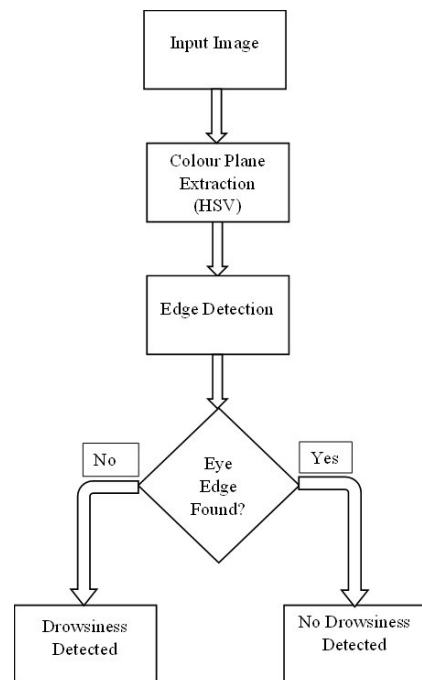 Input Image
Colour Plane
Extraction
(HSV)
Edge Detection
No
Eye
Edge
Found?
Yes
Drowsiness
Detected
No Drowsiness
Detected